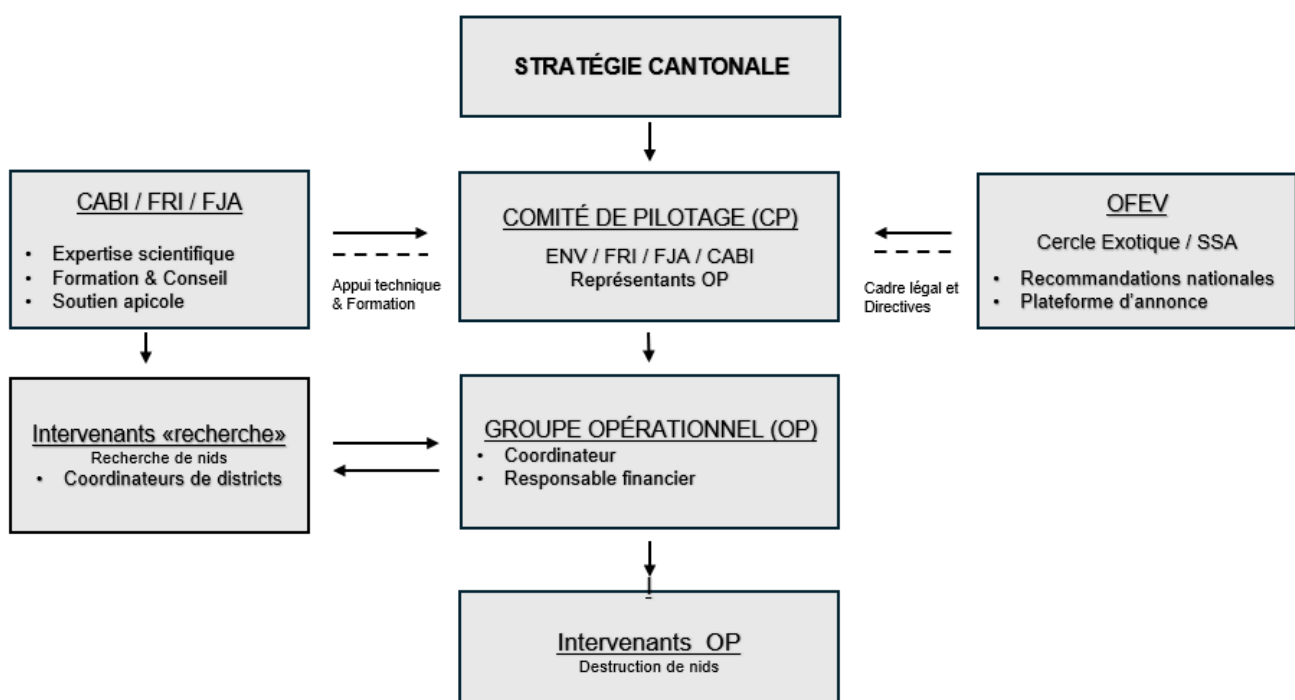 STRATÉGIE CANTONALE
CABI / FRI / FJA
• Expertise scientifique
• Formation & Conseil
• Soutien apicole
Appui technique
& Formation
COMITÉ DE PILOTAGE (CP)
ENV / FRI / FJA / CABI
Représentants OP
Cadre légal et
Directives
OFEV
Cercle Exotique / SSA
• Recommandations nationales
• Plateforme d'annonce
Intervenants «recherche»
Recherche de nids
• Coordinateurs de districts
GROUPE OPÉRATIONNEL (OP)
• Coordinateur
• Responsable financier
Intervenants OP
Destruction de nids